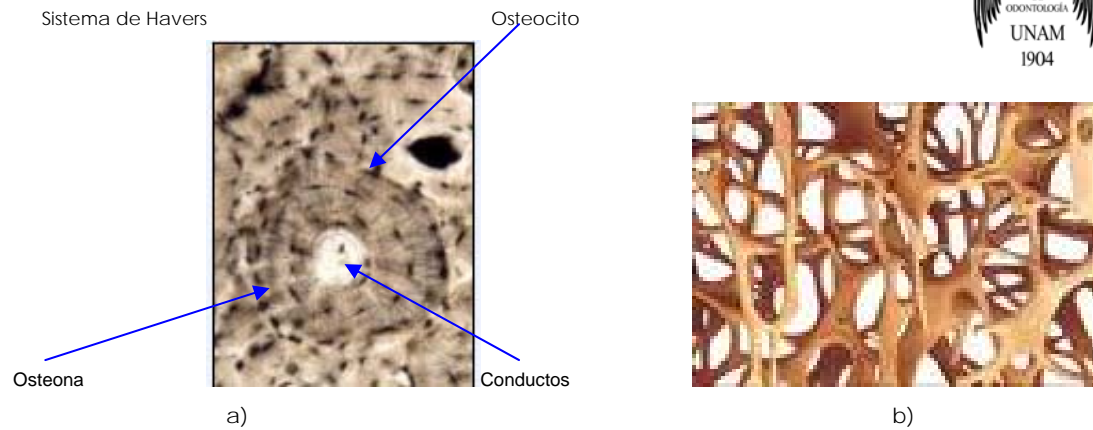 Sistema de Havers
Osteocito
ODONTOLOGÍA
UNAM
1904
Osteona
Conductos
a)
b)